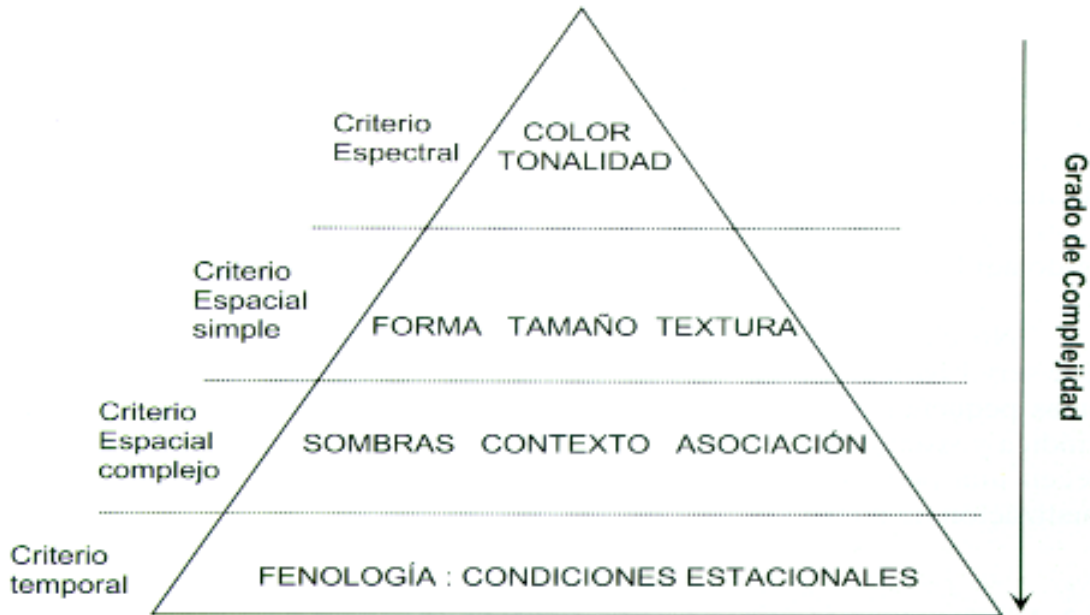 Criterio
Espectral
COLOR
TONALIDAD
Criterio
Espacial
simple
FORMA TAMAÑO TEXTURA
Criterio
Espacial
complejo
SOMBRAS CONTEXTO ASOCIACIÓN
Criterio
temporal
FENOLOGÍA : CONDICIONES ESTACIONALES
Grado de Complejidad